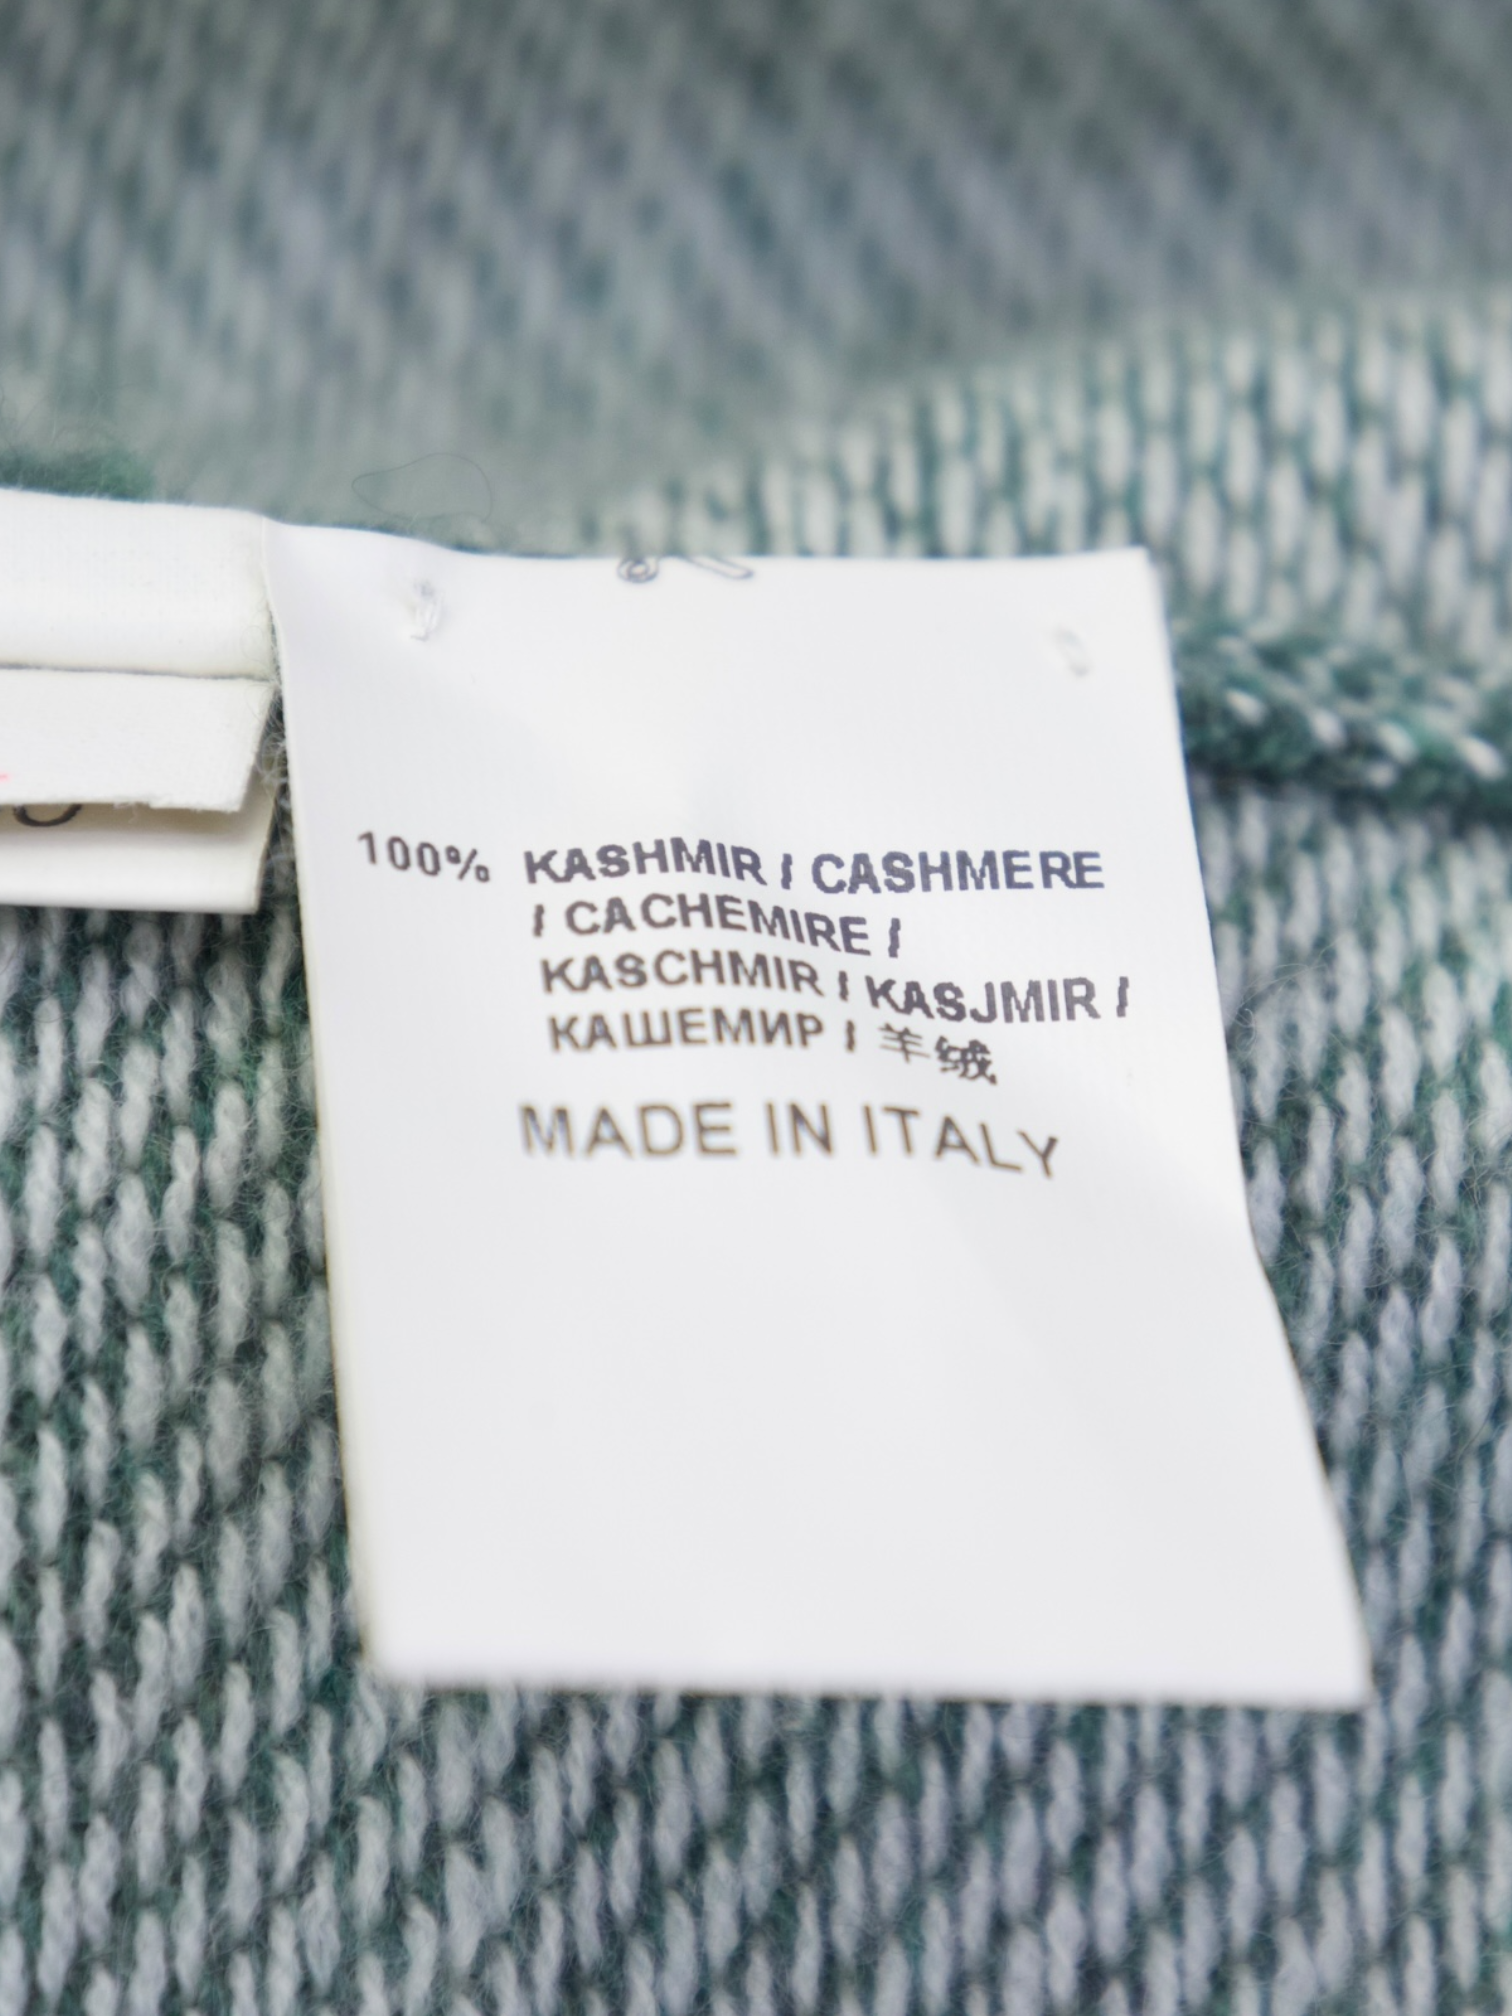 100% KASHMIR / CASHMERE
/ CACHEMIRE /
KASCHMIR / KASJMIR /
КАШЕМИР / 羊绒
MADE IN ITALY